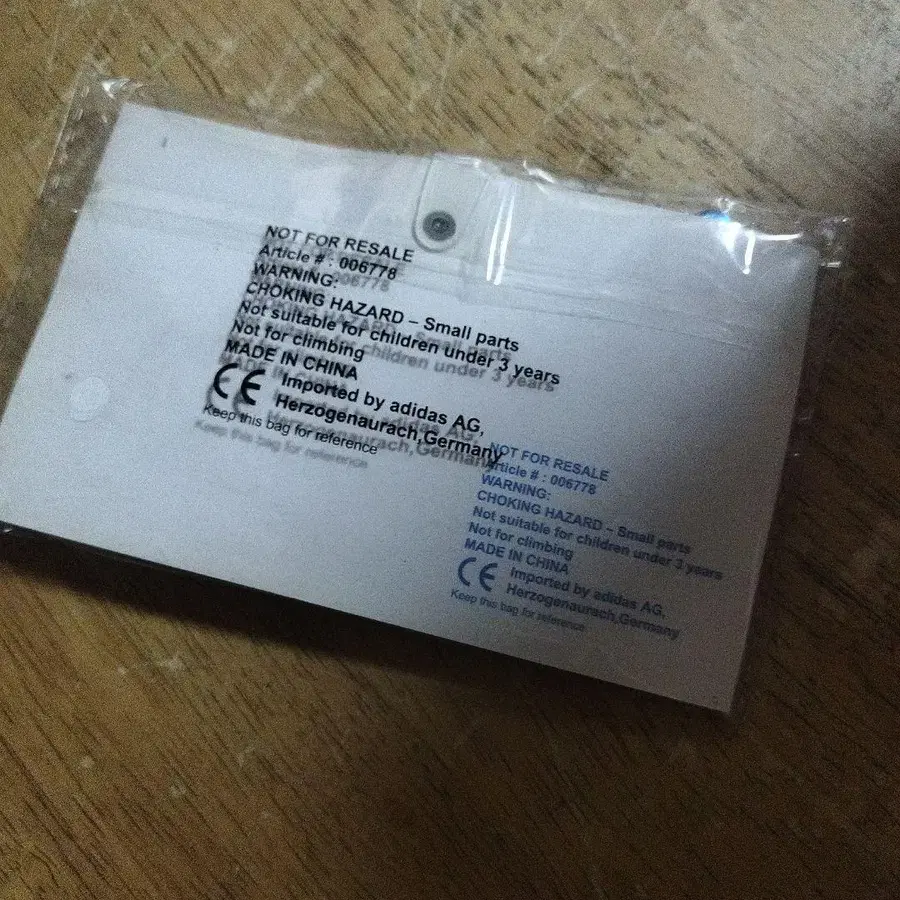 NOT FOR RESALE
Article # : 006778
WARNING:
CHOKING HAZARD – Small parts
Not suitable for children under 3 years
Not for climbing
MADE IN CHINA
CE Imported by adidas AG,
Herzogenaurach,Germany
Keep this bag for reference
NOT FOR RESALE
Article # : 006778
WARNING:
CHOKING HAZARD – Small parts
Not suitable for children under 3 years
Not for climbing
MADE IN CHINA
CE Imported by adidas AG,
Herzogenaurach,Germany
Keep this bag for reference